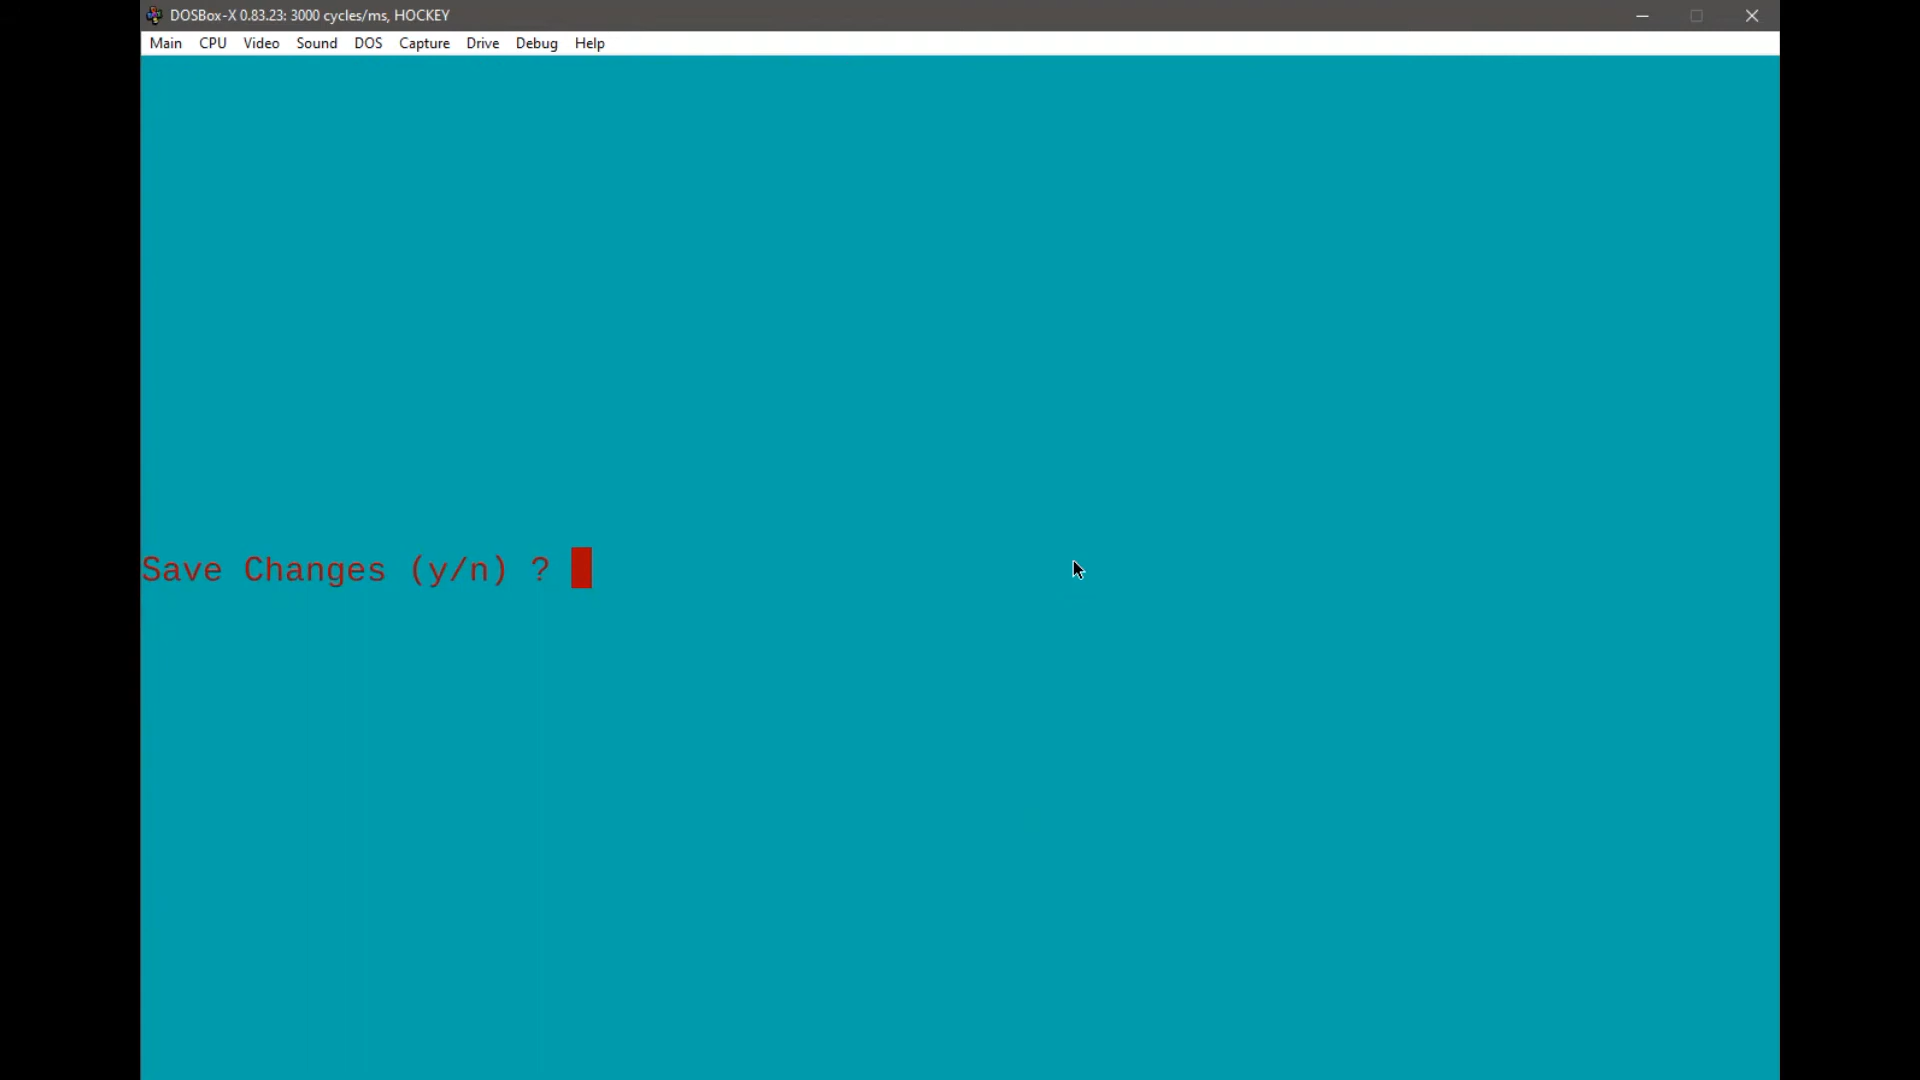 DOSBox-X 0.83.23: 3000 cycles/ms, HOCKEY
Main CPU Video Sound DOS Capture Drive Debug Help
Save Changes (y/n) ?